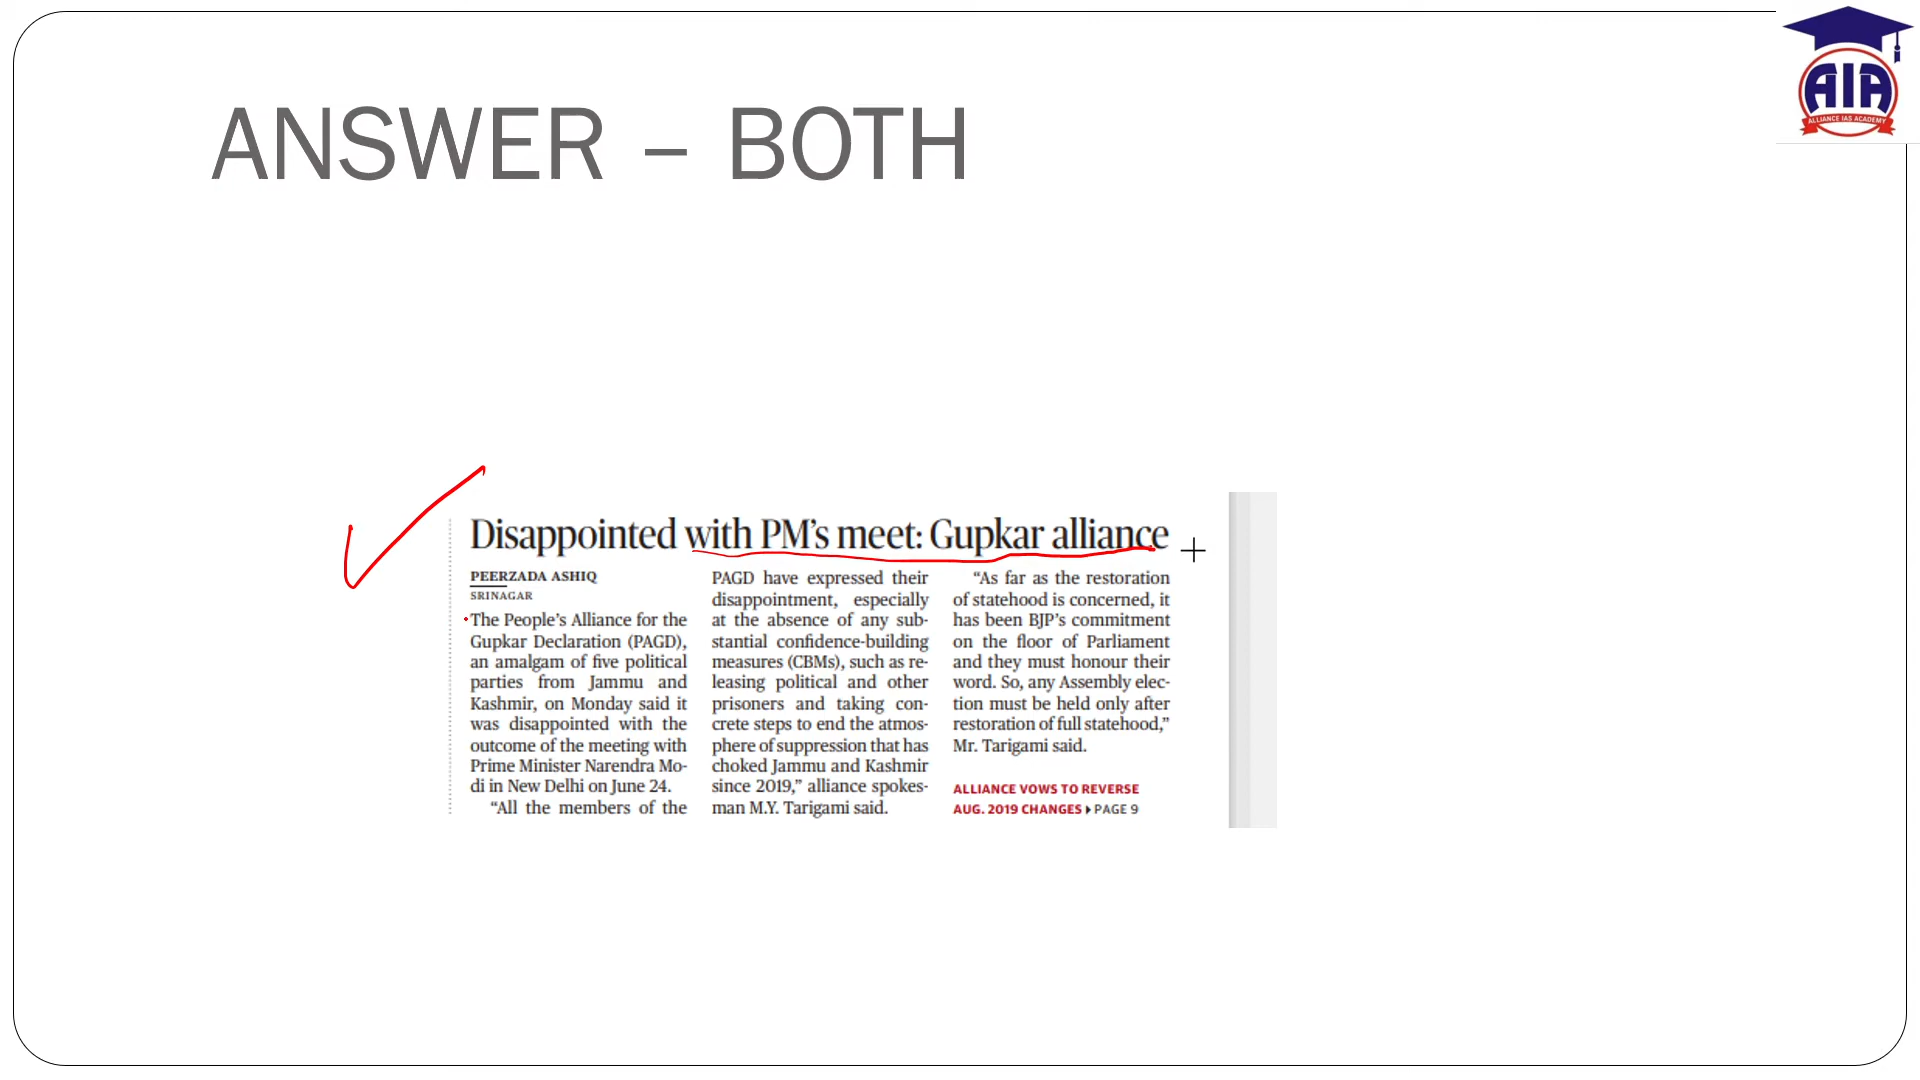 ANSWER – BOTH
AIA
ALLIANCE IAS ACADEMY
Disappointed with PM’s meet: Gupkar alliance
PEERZADA ASHIQ
SRINAGAR
The People’s Alliance for the
Gupkar Declaration (PAGD),
an amalgam of five political
parties from Jammu and
Kashmir, on Monday said it
was disappointed with the
outcome of the meeting with
Prime Minister Narendra Mo-
di in New Delhi on June 24.
“All the members of the
PAGD have expressed their
disappointment, especially
at the absence of any sub-
stantial confidence-building
measures (CBMs), such as re-
leasing political and other
prisoners and taking con-
crete steps to end the atmos-
phere of suppression that has
choked Jammu and Kashmir
since 2019,” alliance spokes-
man M.Y. Tarigami said.
“As far as the restoration
of statehood is concerned, it
has been BJP’s commitment
on the floor of Parliament
and they must honour their
word. So, any Assembly elec-
tion must be held only after
restoration of full statehood,”
Mr. Tarigami said.
ALLIANCE VOWS TO REVERSE
AUG. 2019 CHANGES PAGE 9